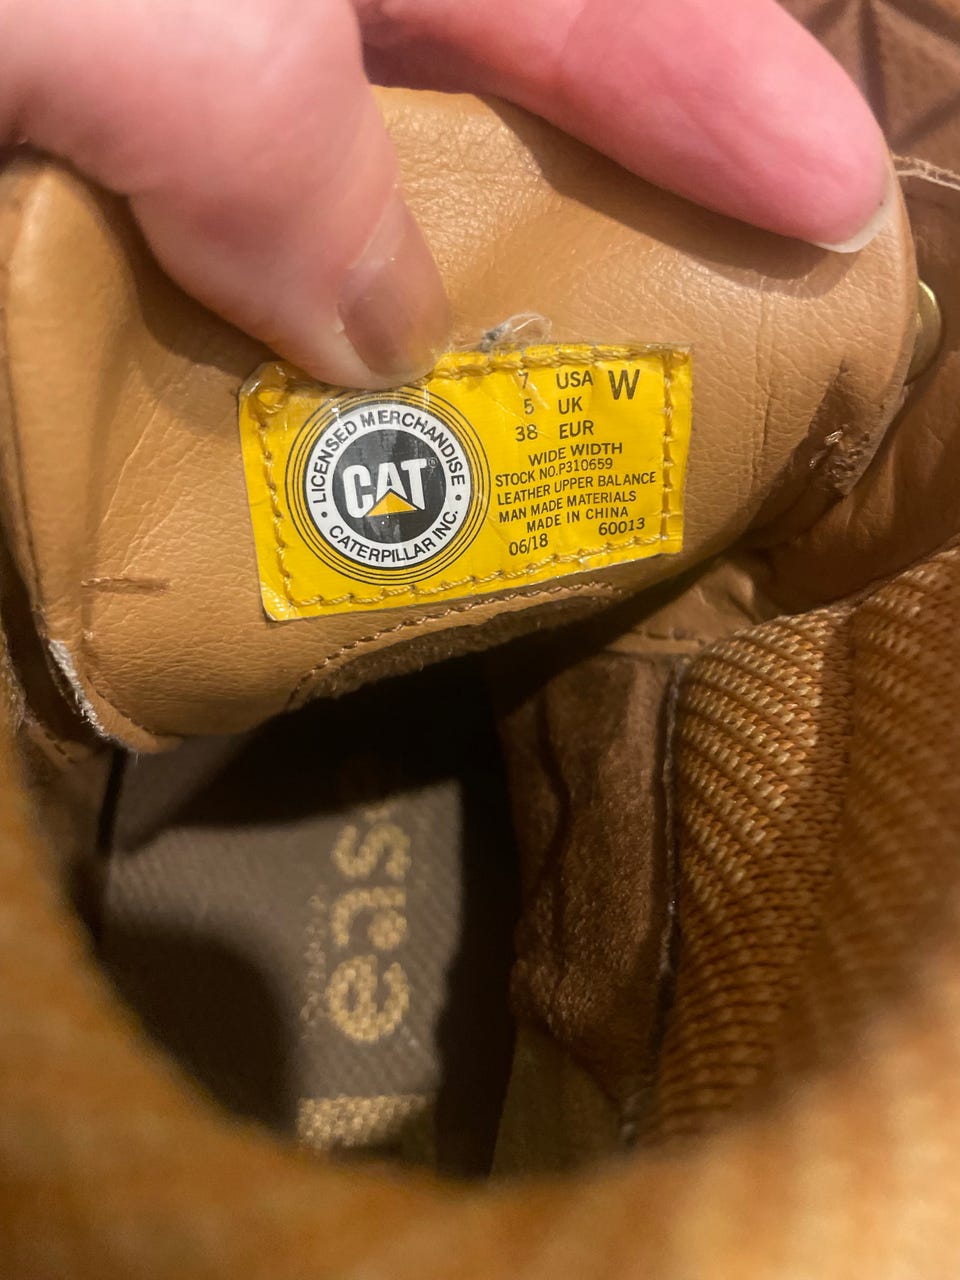 7 USA W
5 UK
38 EUR
WIDE WIDTH
STOCK NO.P310659
LEATHER UPPER BALANCE
MAN MADE MATERIALS
MADE IN CHINA
06/18 60013
LICENSED MERCHANDISE
CAT®
CATERPILLAR INC.
eas